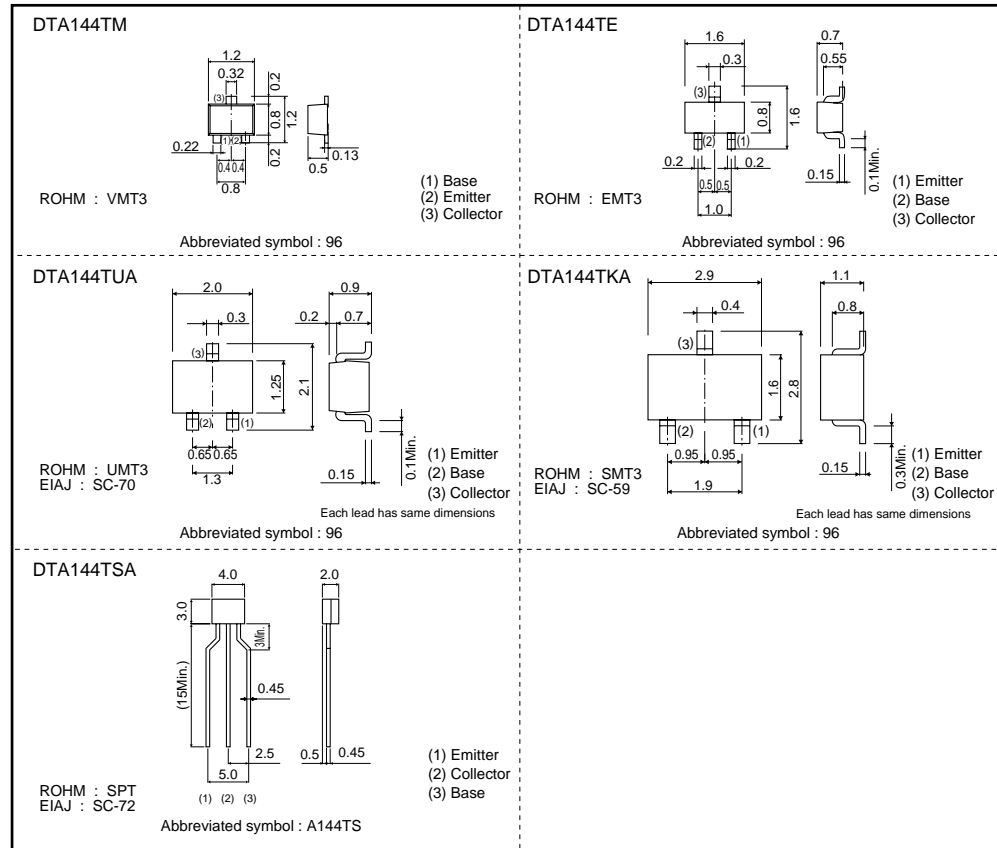 DTA144TM
1.2
0.32
0.2
(3)
0.8
1.2
(1) (2)
0.22
0.2
0.4 0.4
0.8
0.5
0.13
ROHM : VMT3
(1) Base
(2) Emitter
(3) Collector
Abbreviated symbol : 96
DTA144TE
1.6
0.3
(3)
0.8
1.6
(2)
(1)
0.2
0.2
0.5 0.5
1.0
0.7
0.55
0.15
0.1Min.
ROHM : EMT3
(1) Emitter
(2) Base
(3) Collector
Abbreviated symbol : 96
DTA144TUA
2.0
0.3
(3)
1.25
2.1
(2)
(1)
0.65 0.65
1.3
0.9
0.2
0.7
0.15
0.1Min.
ROHM : UMT3
EIAJ : SC-70
(1) Emitter
(2) Base
(3) Collector
Each lead has same dimensions
Abbreviated symbol : 96
DTA144TKA
2.9
0.4
(3)
1.6
2.8
(2)
(1)
0.95 0.95
1.9
1.1
0.8
0.15
0.3Min.
ROHM : SMT3
EIAJ : SC-59
(1) Emitter
(2) Base
(3) Collector
Each lead has same dimensions
Abbreviated symbol : 96
DTA144TSA
4.0
2.0
3.0
3Min.
(15Min.)
0.45
2.5
5.0
0.5
0.45
(1) (2) (3)
ROHM : SPT
EIAJ : SC-72
(1) Emitter
(2) Collector
(3) Base
Abbreviated symbol : A144TS